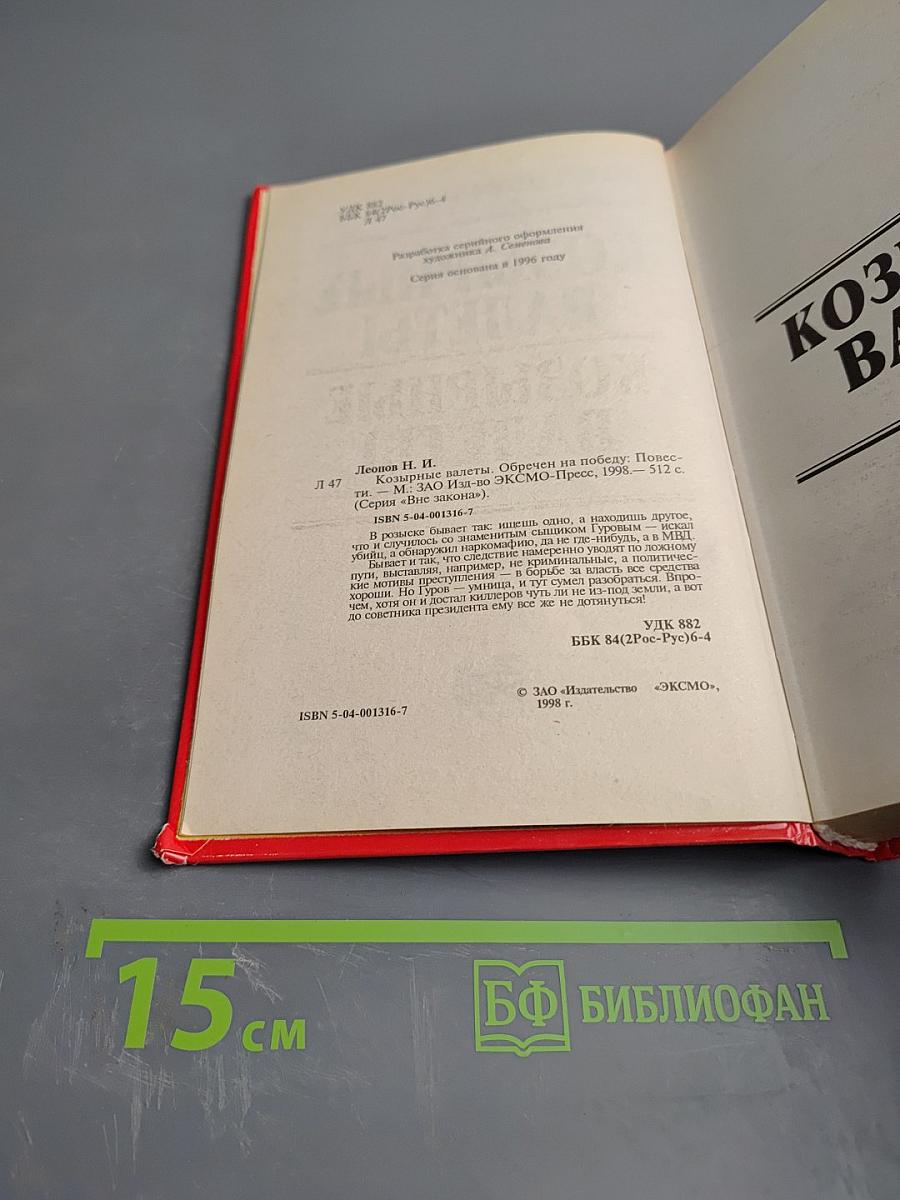 УДК 882
ББК 84(2Рос-Рус)6-4
Л 47
Разработка серийного оформления
художника А. Семенова
Серия основана в 1996 году
Леонов Н. И.
Л 47 Козырные валеты. Обречен на победу: Повес-
ти. — М.: ЗАО Изд-во ЭКСМО-Пресс, 1998.— 512 с.
(Серия «Вне закона»).
ISBN 5-04-001316-7
В розыске бывает так: ищешь одно, а находишь другое,
что и случилось со знаменитым сыщиком Гуровым — искал
убийц, а обнаружил наркомафию, да не где-нибудь, а в МВД.
Бывает и так, что следствие намеренно уводят по ложному
пути, выставляя, например, не криминальные, а политичес-
кие мотивы преступления — в борьбе за власть все средства
хороши. Но Гуров — умница, и тут сумел разобраться. Впро-
чем, хотя он и достал киллеров чуть ли не из-под земли, а вот
до советника президента ему все же не дотянуться!
УДК 882
ББК 84(2Рос-Рус)6-4
© ЗАО «Издательство «ЭКСМО»,
1998 г.
ISBN 5-04-001316-7
КОЗ
ВА
15 см
БФ БИБЛИОФАН